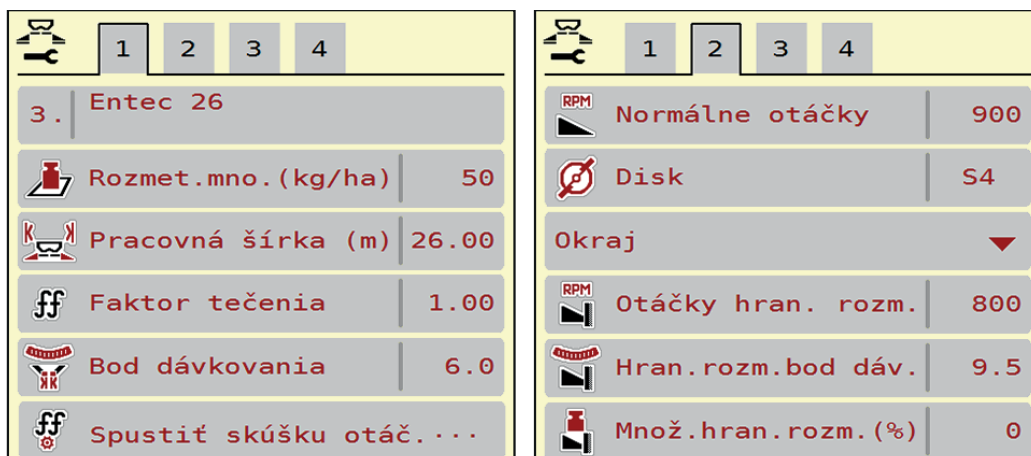 1 2 3 4
3. Entec 26
Rozmet.mno.(kg/ha) 50
Pracovná šírka (m) 26.00
Faktor tečenia 1.00
Bod dávkovania 6.0
Spustiť skúšku otáč....
1 2 3 4
RPM Normálne otáčky 900
Disk S4
Okraj
RPM Otáčky hran. rozm. 800
Hran.rozm.bod dáv. 9.5
Množ.hran.rozm.(%) 0